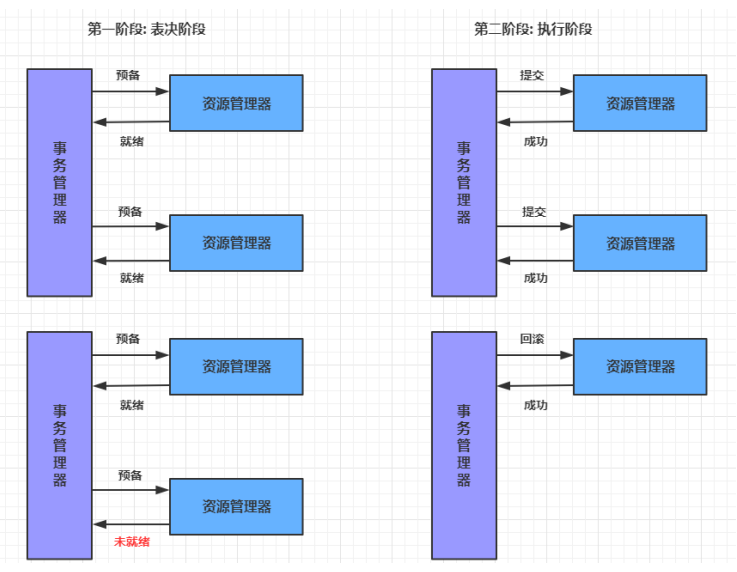 第一阶段: 表决阶段
第二阶段: 执行阶段
事务管理器
预备
资源管理器
就绪
预备
资源管理器
就绪
事务管理器
提交
资源管理器
成功
提交
资源管理器
成功
事务管理器
预备
资源管理器
就绪
预备
资源管理器
未就绪
事务管理器
回滚
资源管理器
成功